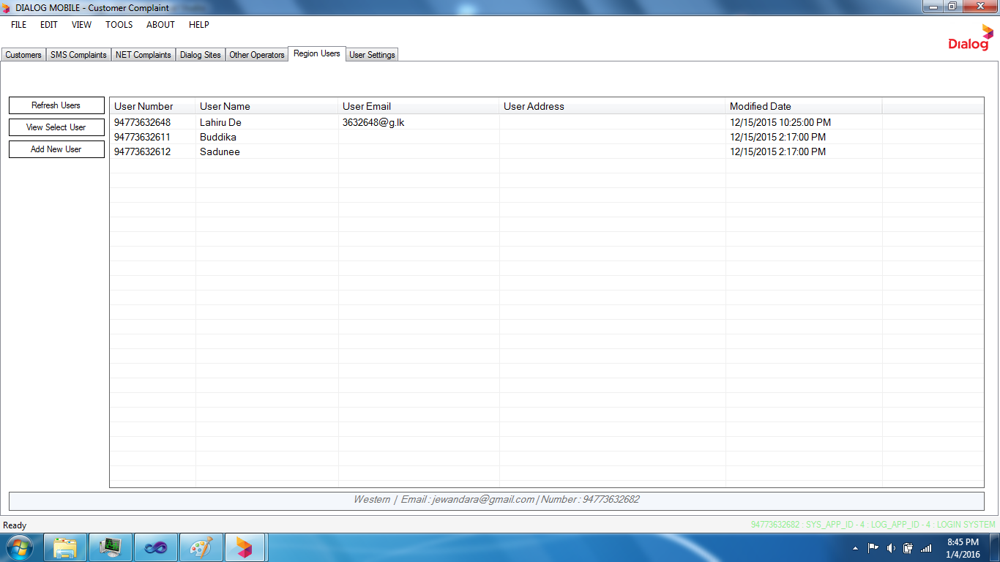 DIALOG MOBILE - Customer Complaint
FILE EDIT VIEW TOOLS ABOUT HELP
Dialog
Customers SMS Complaints NET Complaints Dialog Sites Other Operators Region Users User Settings
Refresh Users
View Select User
Add New User
User Number User Name User Email User Address Modified Date
94773632648 Lahiru De 3632648@g.lk 12/15/2015 10:25:00 PM
94773632611 Buddika 12/15/2015 2:17:00 PM
94773632612 Sadunee 12/15/2015 2:17:00 PM
Western | Email : jewandara@gmail.com | Number : 94773632682
Ready 94773632682 : SYS_APP_ID - 4 : LOG_APP_ID - 4 : LOGIN SYSTEM
8:45 PM
1/4/2016